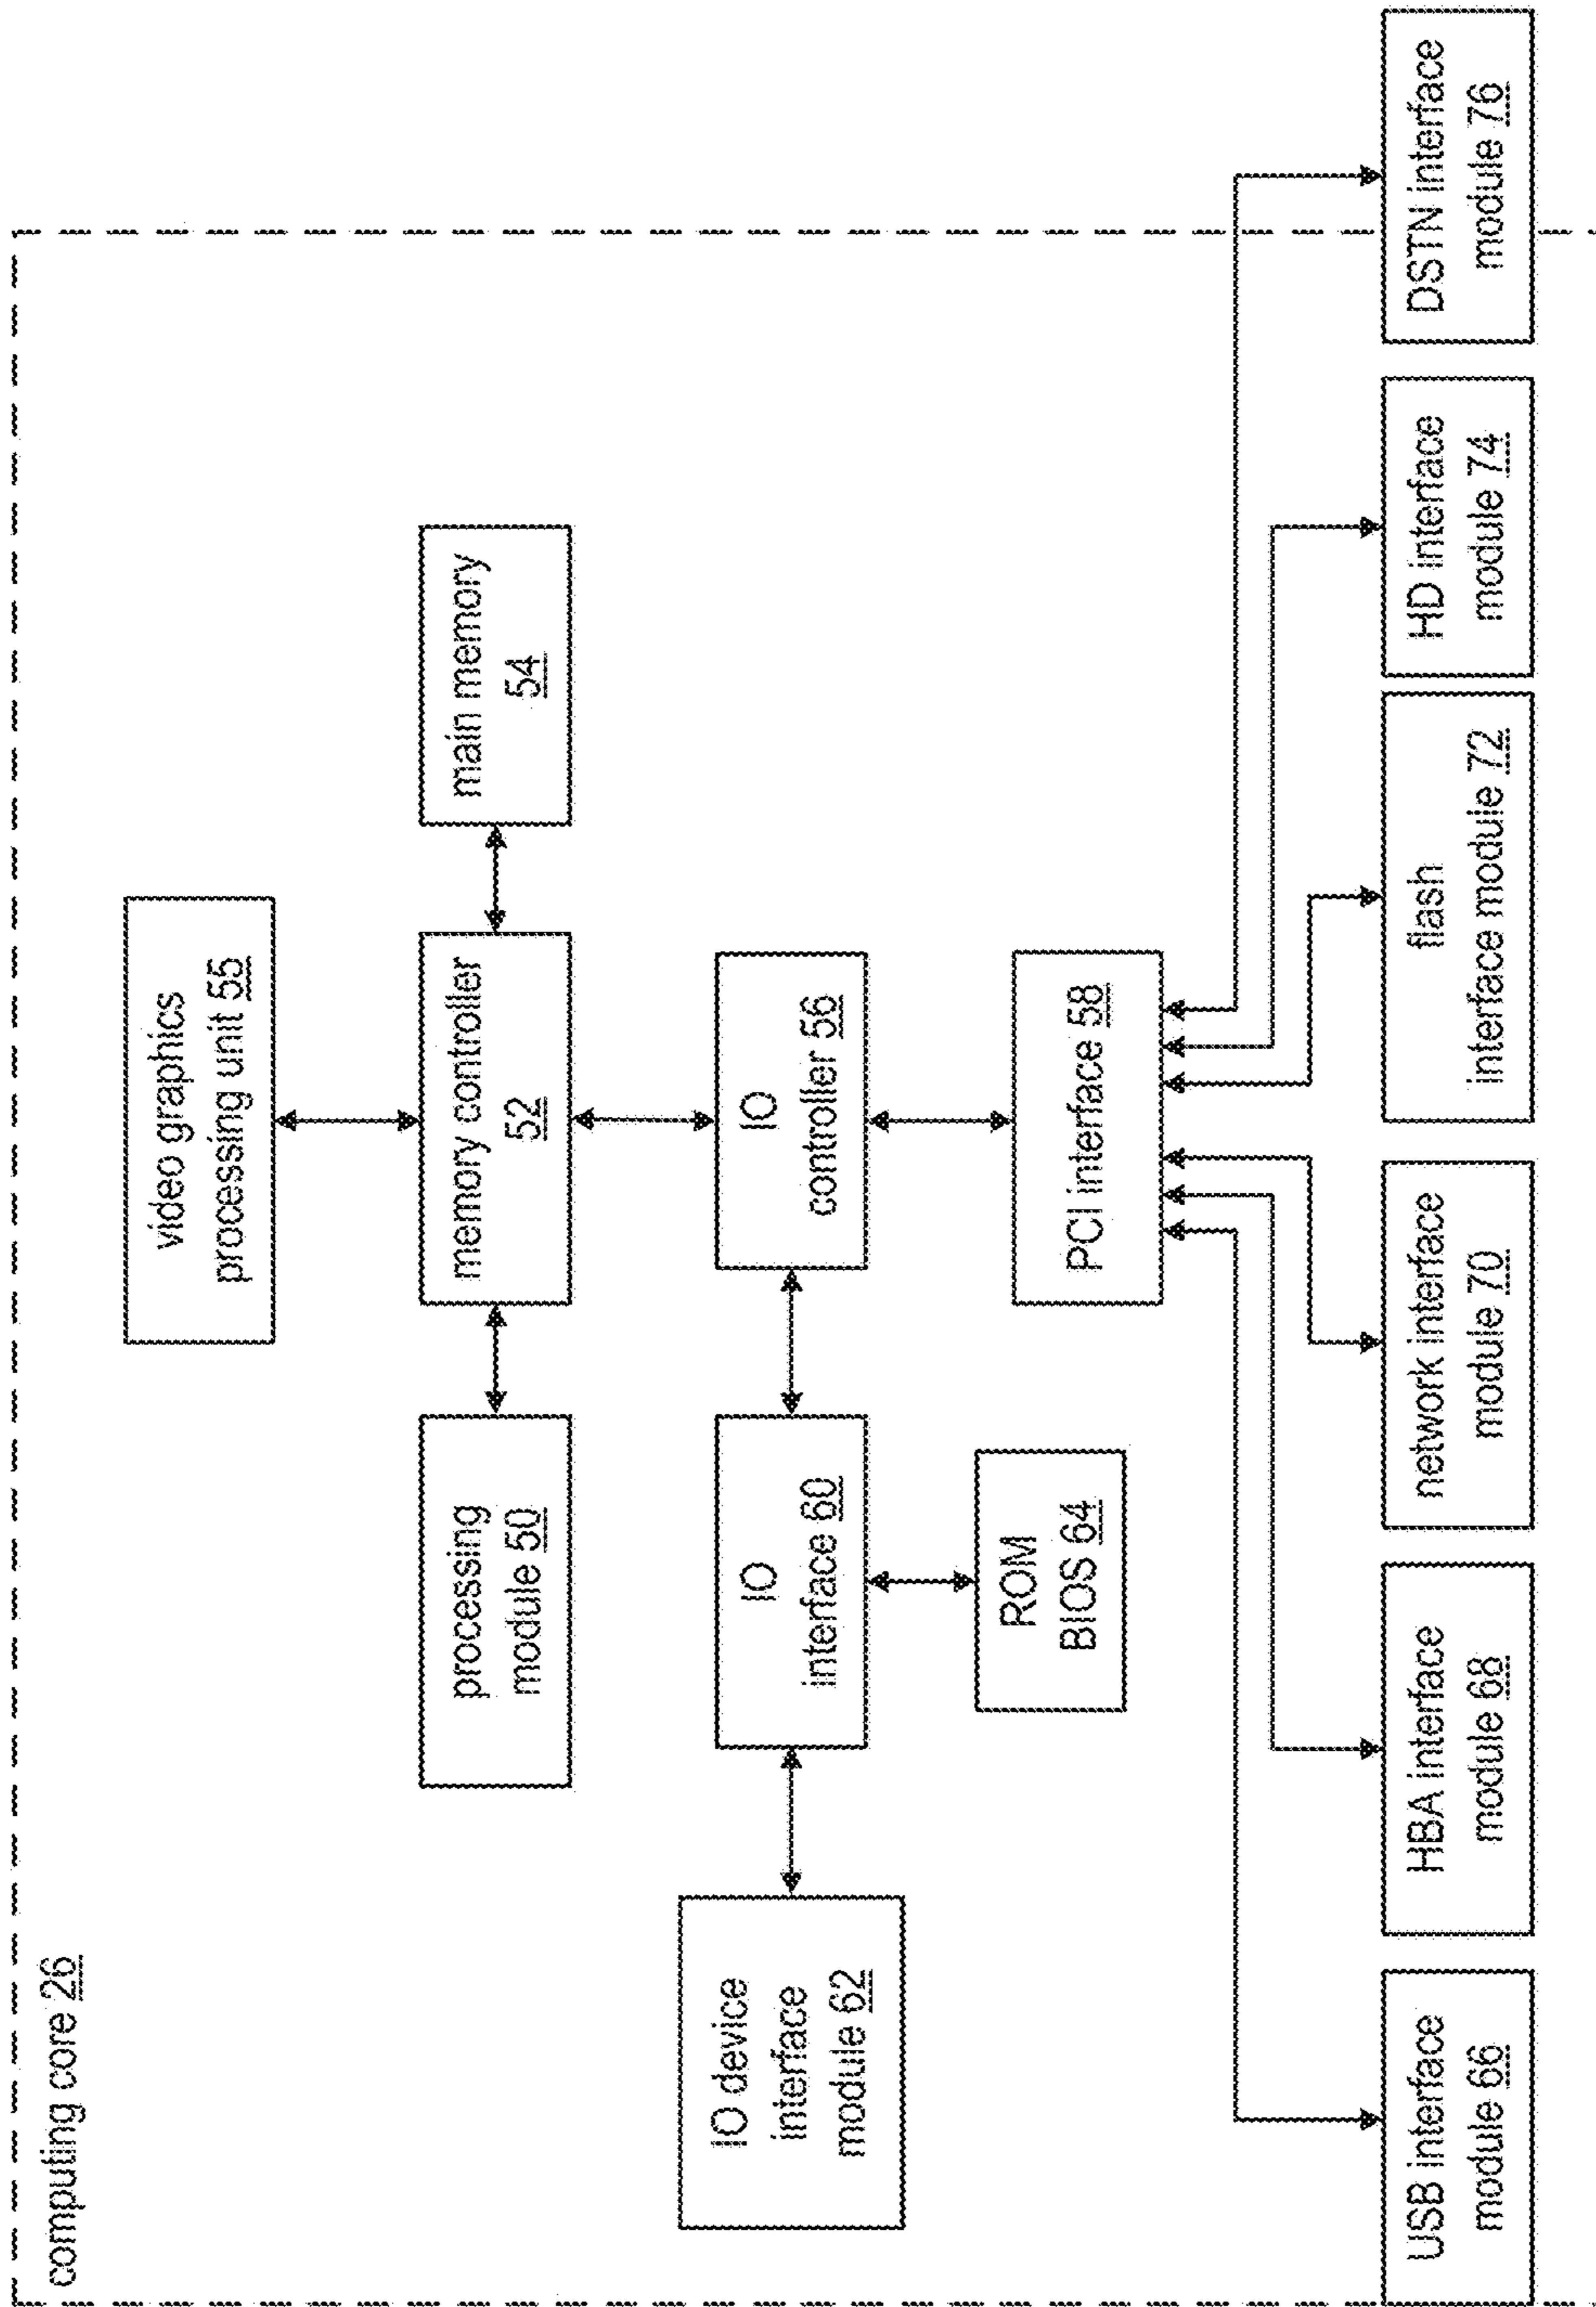 computing core 26
video graphics
processing unit 55
processing
module 50
memory controller
52
main memory
54
IO device
interface
module 62
IO
interface 60
IO
controller 56
ROM
BIOS 64
PCI interface 58
USB interface
module 66
HBA interface
module 68
network interface
module 70
flash
interface module 72
HD interface
module 74
DSTN interface
module 76